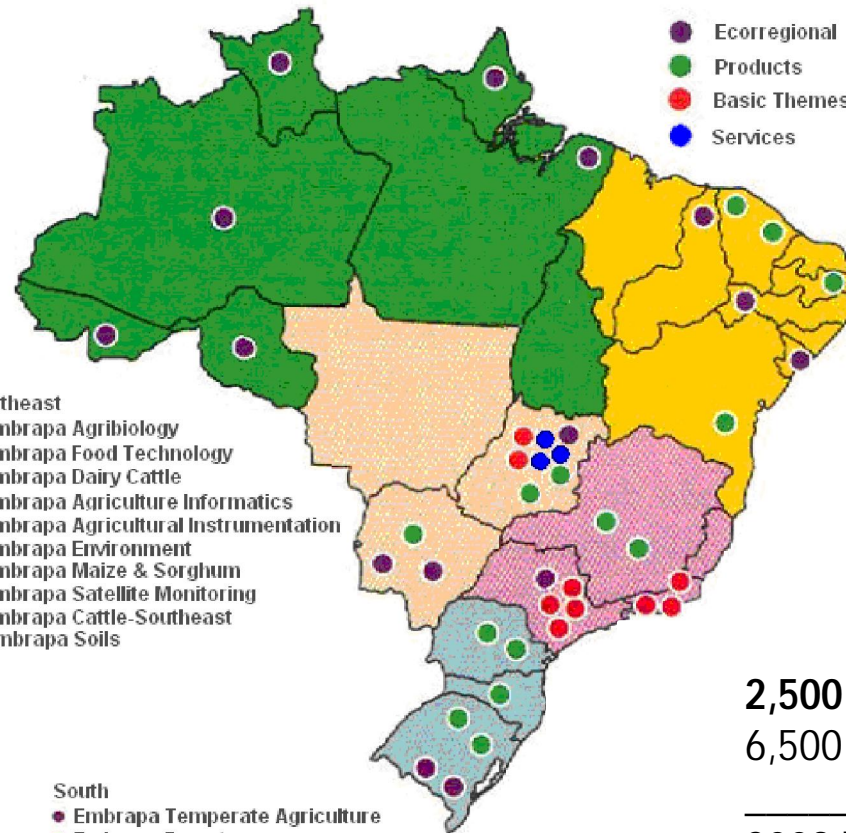 Ecorregional
Products
Basic Themes
Services
theast
mbrapa Agribiology
mbrapa Food Technology
mbrapa Dairy Cattle
mbrapa Agriculture Informatics
mbrapa Agricultural Instrumentation
mbrapa Environment
mbrapa Maize & Sorghum
mbrapa Satellite Monitoring
mbrapa Cattle-Southeast
mbrapa Soils
2,500
6,500
South
Embrapa Temperate Agriculture